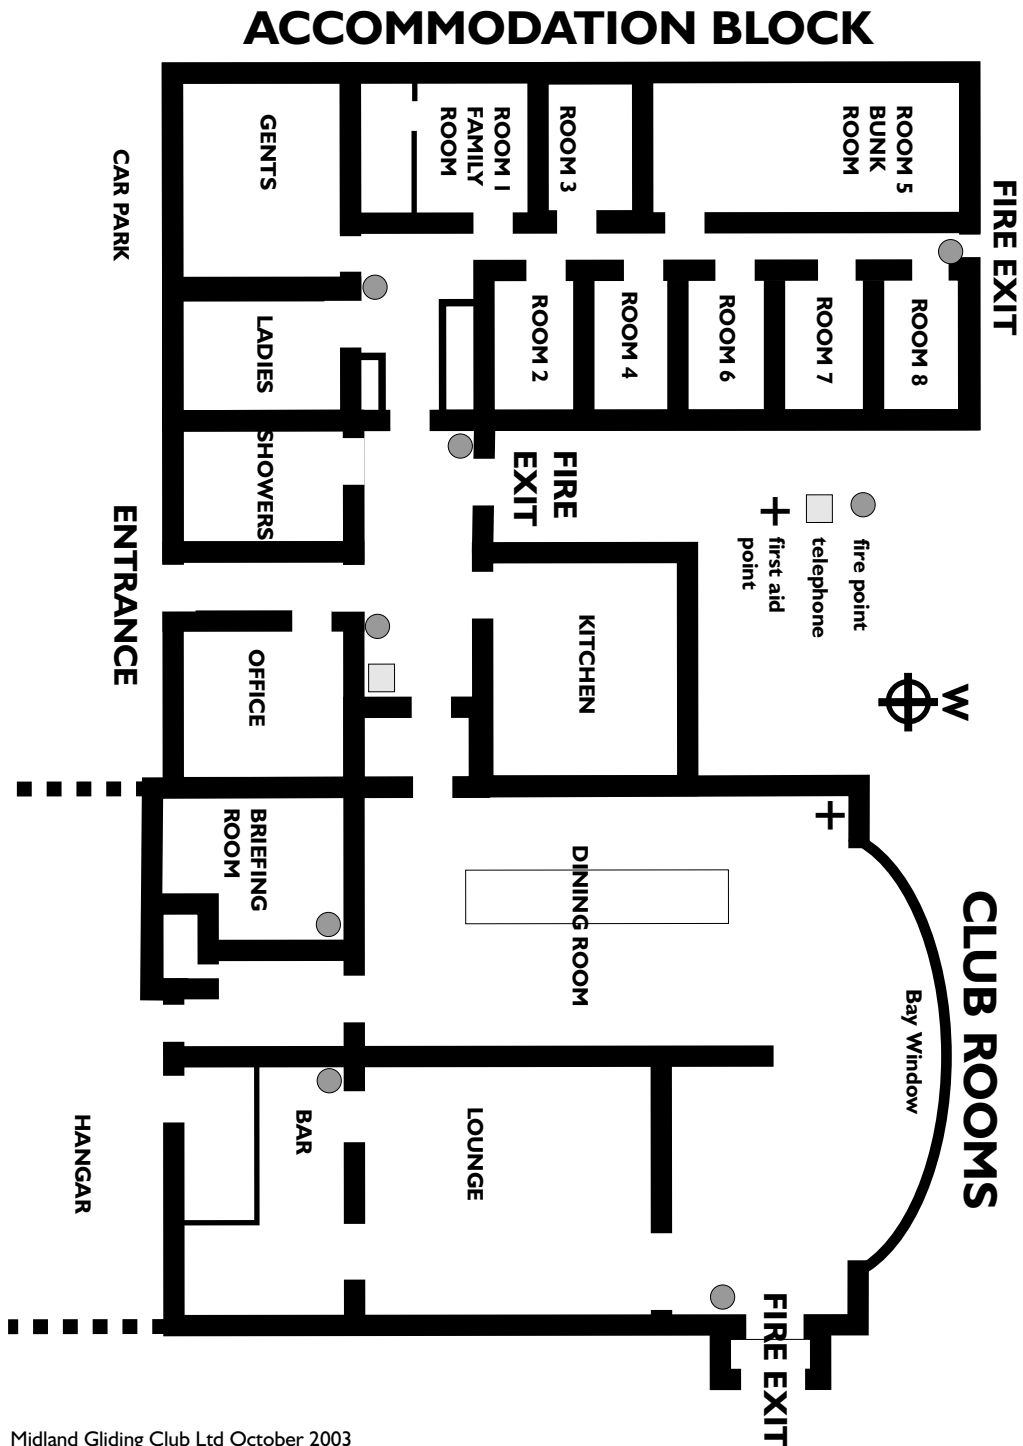 ACCOMMODATION BLOCK
GENTS
ROOM 1
FAMILY
ROOM
ROOM 3
ROOM 5
BUNK
ROOM
CAR PARK
FIRE EXIT
LADIES
ROOM 2
ROOM 4
ROOM 6
ROOM 7
ROOM 8
SHOWERS
FIRE
EXIT
fire point
telephone
first aid
point
ENTRANCE
OFFICE
KITCHEN
W
BRIEFING
ROOM
DINING ROOM
CLUB ROOMS
Bay Window
HANGAR
BAR
LOUNGE
FIRE EXIT
Midland Gliding Club Ltd October 2003